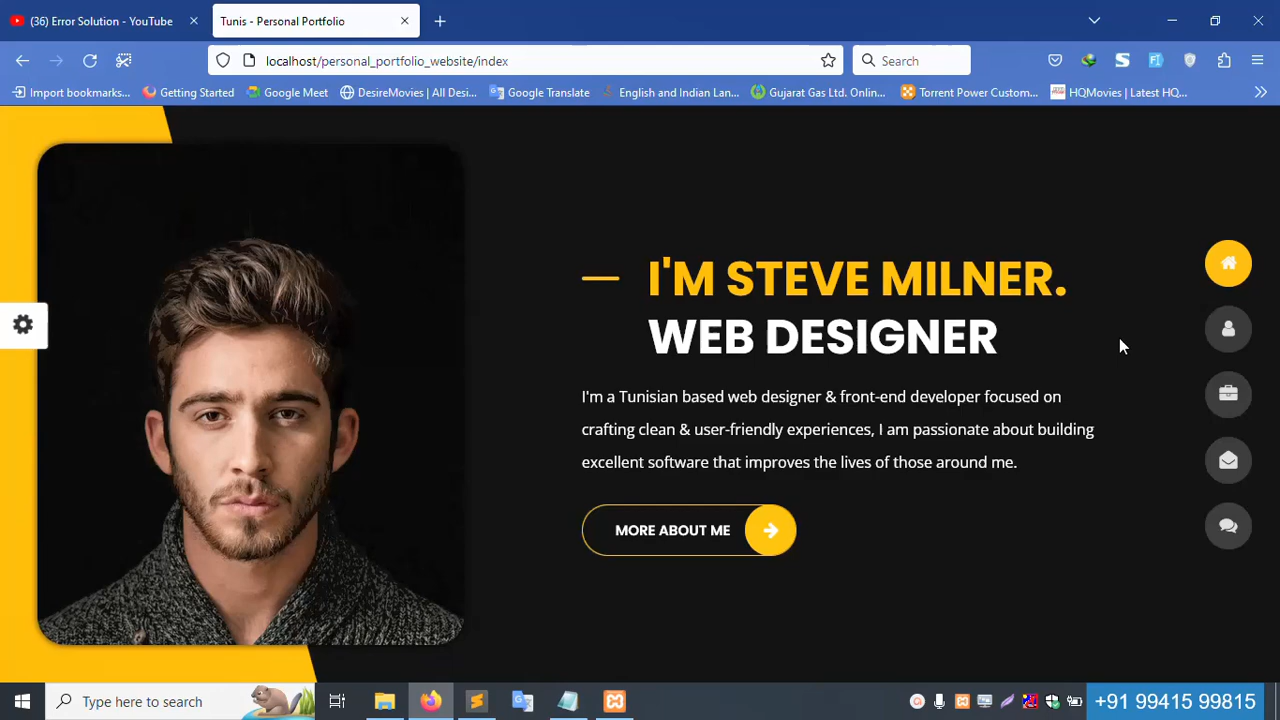 (36) Error Solution - YouTube
Tunis - Personal Portfolio
localhost/personal_portfolio_website/index
Search
Import bookmarks...
Getting Started
Google Meet
DesireMovies | All Desi...
Google Translate
English and Indian Lan...
Gujarat Gas Ltd. Onlin...
Torrent Power Custom...
HQMovies | Latest HQ...
I'M STEVE MILNER.
WEB DESIGNER
I'm a Tunisian based web designer & front-end developer focused on
crafting clean & user-friendly experiences, I am passionate about building
excellent software that improves the lives of those around me.
MORE ABOUT ME
Type here to search
+91 99415 99815